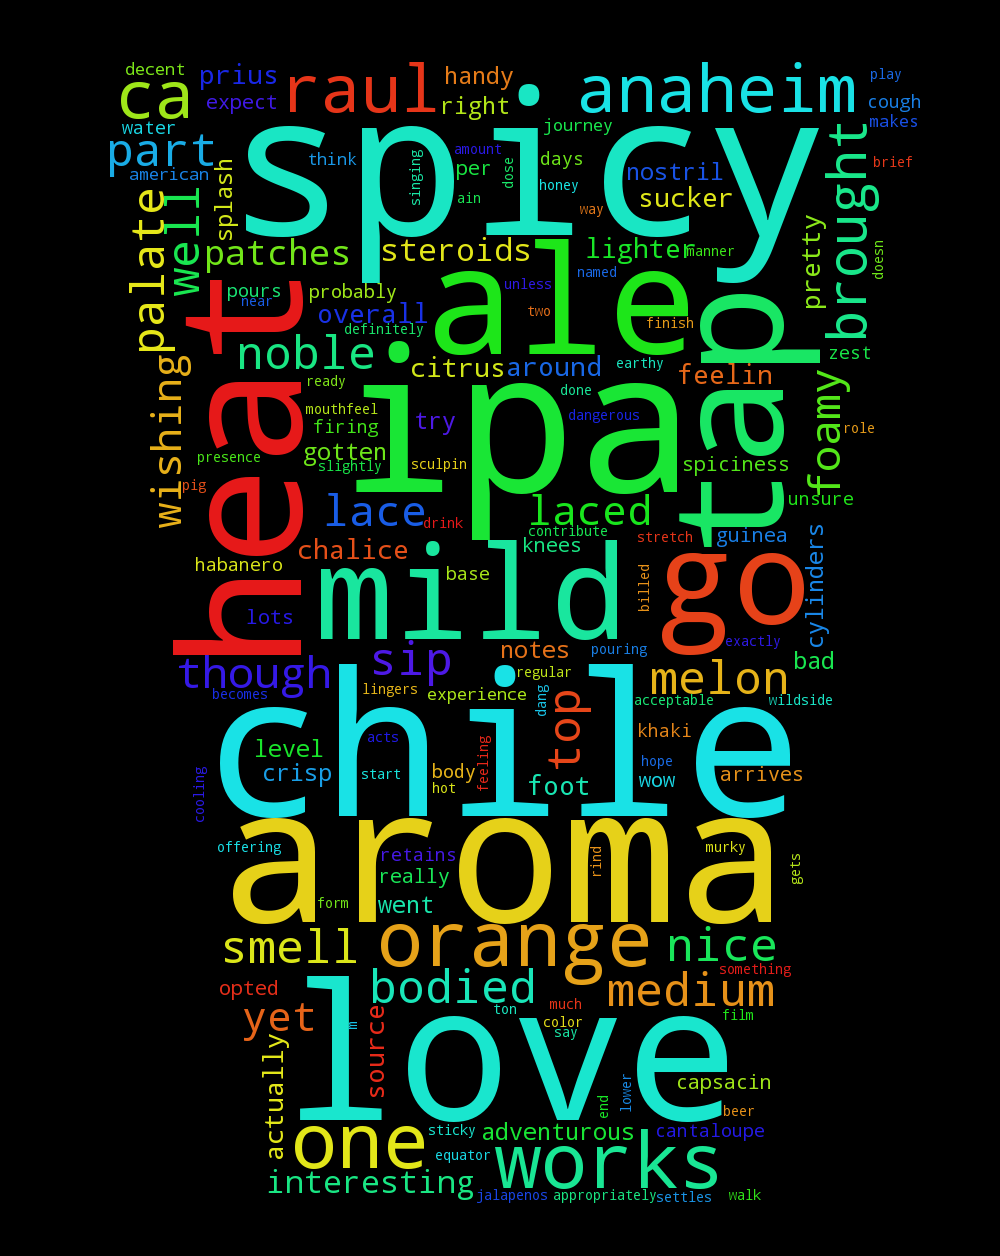 decent
prius
raul
handy
anaheim
play
ca
expect
right
cough
water
journey
makes
part
spicy
american
think
singing
amount
per
dose
days
honey
nostril
brief
splash
ain
way
sucker
brought
well
palate
patches
steroids
lighter
manner
pretty
doesn
pours
near
probably
ale
unless
named
overall
two
definitely
finish
noble
citrus
around
earthy
feelin
zest
heat
tap
wishing
ready
mouthfeel
ipa
done
dangerous
foamy
firing
try
role
presence
gotten
slightly
sculpin
spiciness
pig
unsure
lace
drink
laced
contribute
stretch
guinea
chalice
knees
habanero
mild
base
billed
go
cylinders
lots
exactly
though
sip
notes
pouring
bad
becomes
lingers
experience
regular
melon
acceptable
wildside
dang
top
chile
level
acts
feeling
khaki
cooling
crisp
start
body
hot
foot
hope
wow
arrives
aroma
offering
retains
really
rind
murky
gets
form
went
smell
orange
nice
opted
bodied
something
medium
yet
m
source
ton
much
color
say
film
love
actually
lower
end
capsacin
beer
one
sticky
adventurous
cantaloupe
equator
works
interesting
jalapenos
appropriately
settles
walk